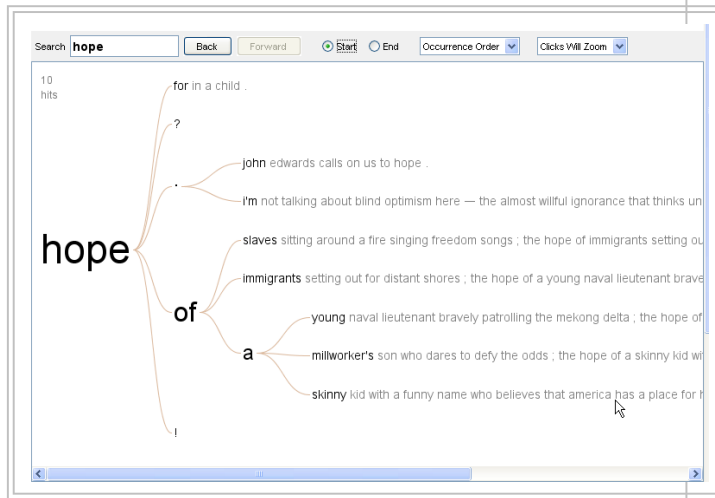 Search hope Back Forward Start End Occurrence Order Clicks Will Zoom
10
hits
for in a child .
?
john edwards calls on us to hope .
.
i'm not talking about blind optimism here — the almost willful ignorance that thinks un
slaves sitting around a fire singing freedom songs ; the hope of immigrants setting ou
hope
immigrants setting out for distant shores ; the hope of a young naval lieutenant brave
of
young naval lieutenant bravely patrolling the mekong delta ; the hope of
a
millworker's son who dares to defy the odds ; the hope of a skinny kid wi
skinny kid with a funny name who believes that america has a place for h
!